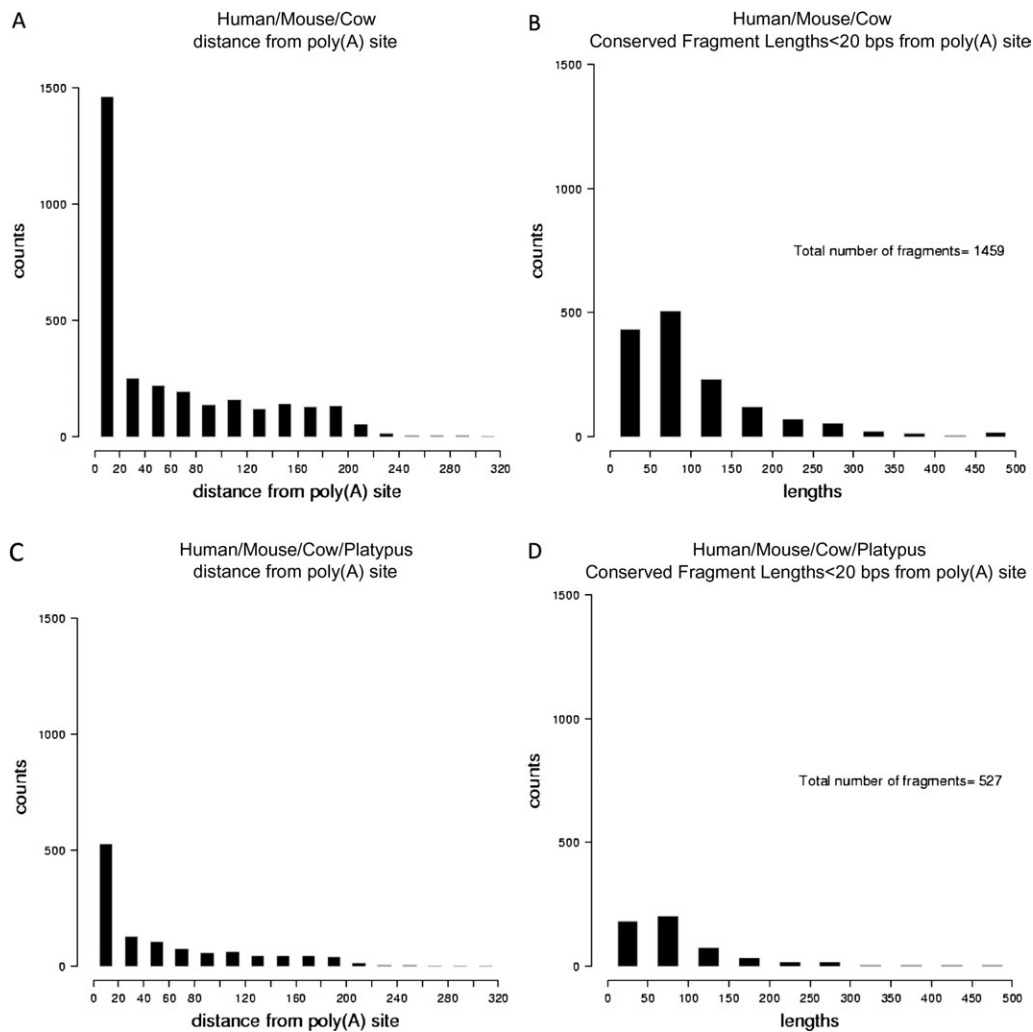 A
Human/Mouse/Cow
distance from poly(A) site
1500
1000
500
0
counts
0 20 40 60 80 120 160 200 240 280 320
distance from poly(A) site
B
Human/Mouse/Cow
Conserved Fragment Lengths<20 bps from poly(A) site
1500
1000
500
0
counts
Total number of fragments= 1459
0 50 100 150 200 250 300 350 400 450 500
lengths
C
Human/Mouse/Cow/Platypus
distance from poly(A) site
1500
1000
500
0
counts
0 20 40 60 80 120 160 200 240 280 320
distance from poly(A) site
D
Human/Mouse/Cow/Platypus
Conserved Fragment Lengths<20 bps from poly(A) site
1500
1000
500
0
counts
Total number of fragments= 527
0 50 100 150 200 250 300 350 400 450 500
lengths